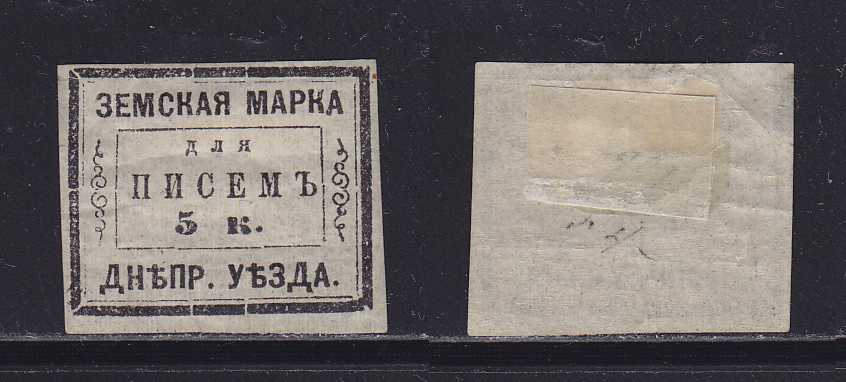 ЗЕМСКАЯ МАРКА
для
ПИСЕМЪ
5 к.
ДНѢПР. УѢЗДА.